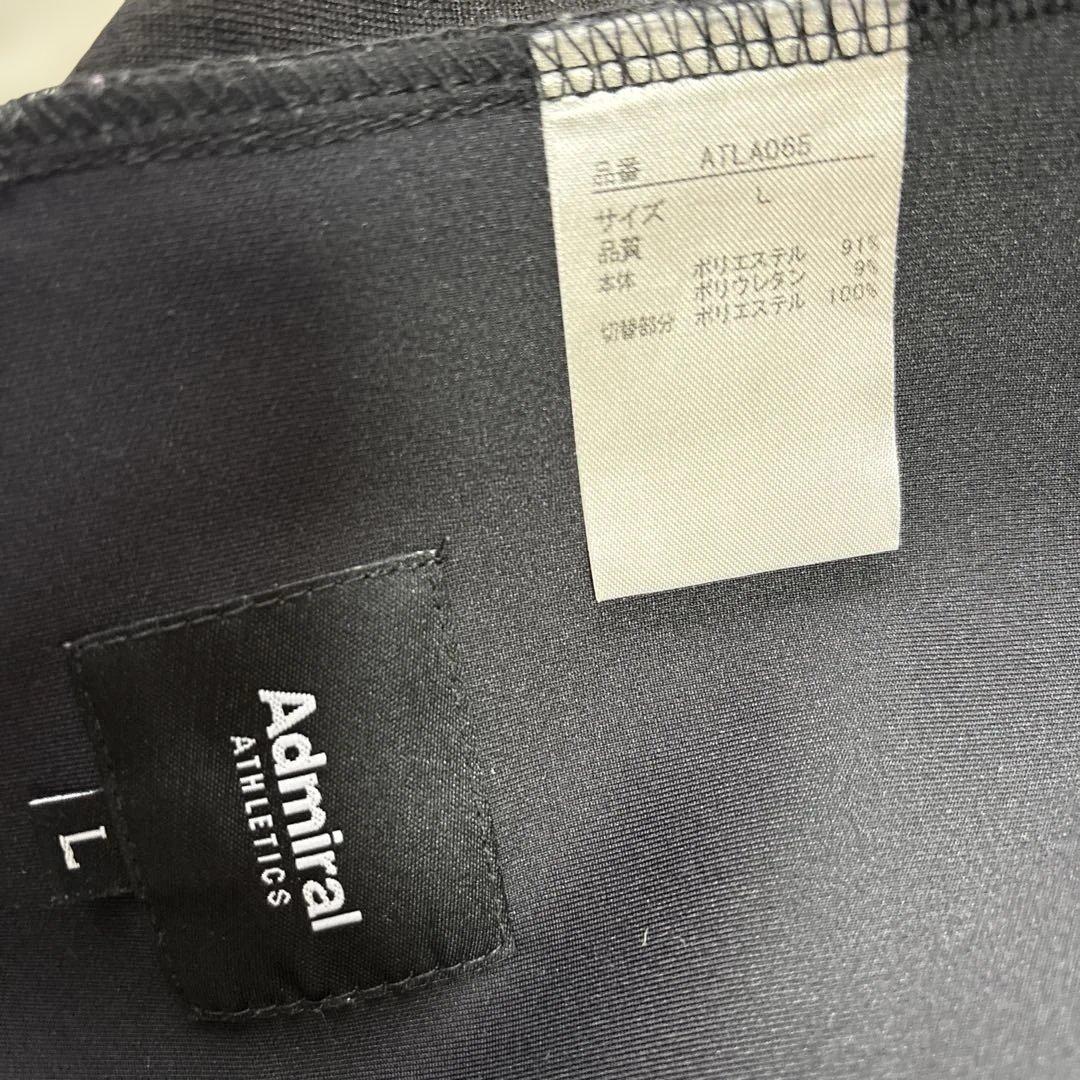 品番 ATLA065
サイズ L
品質
本体 ポリエステル 91%
ポリウレタン 9%
切替部分 ポリエステル 100%
Admiral
ATHLETICS
L